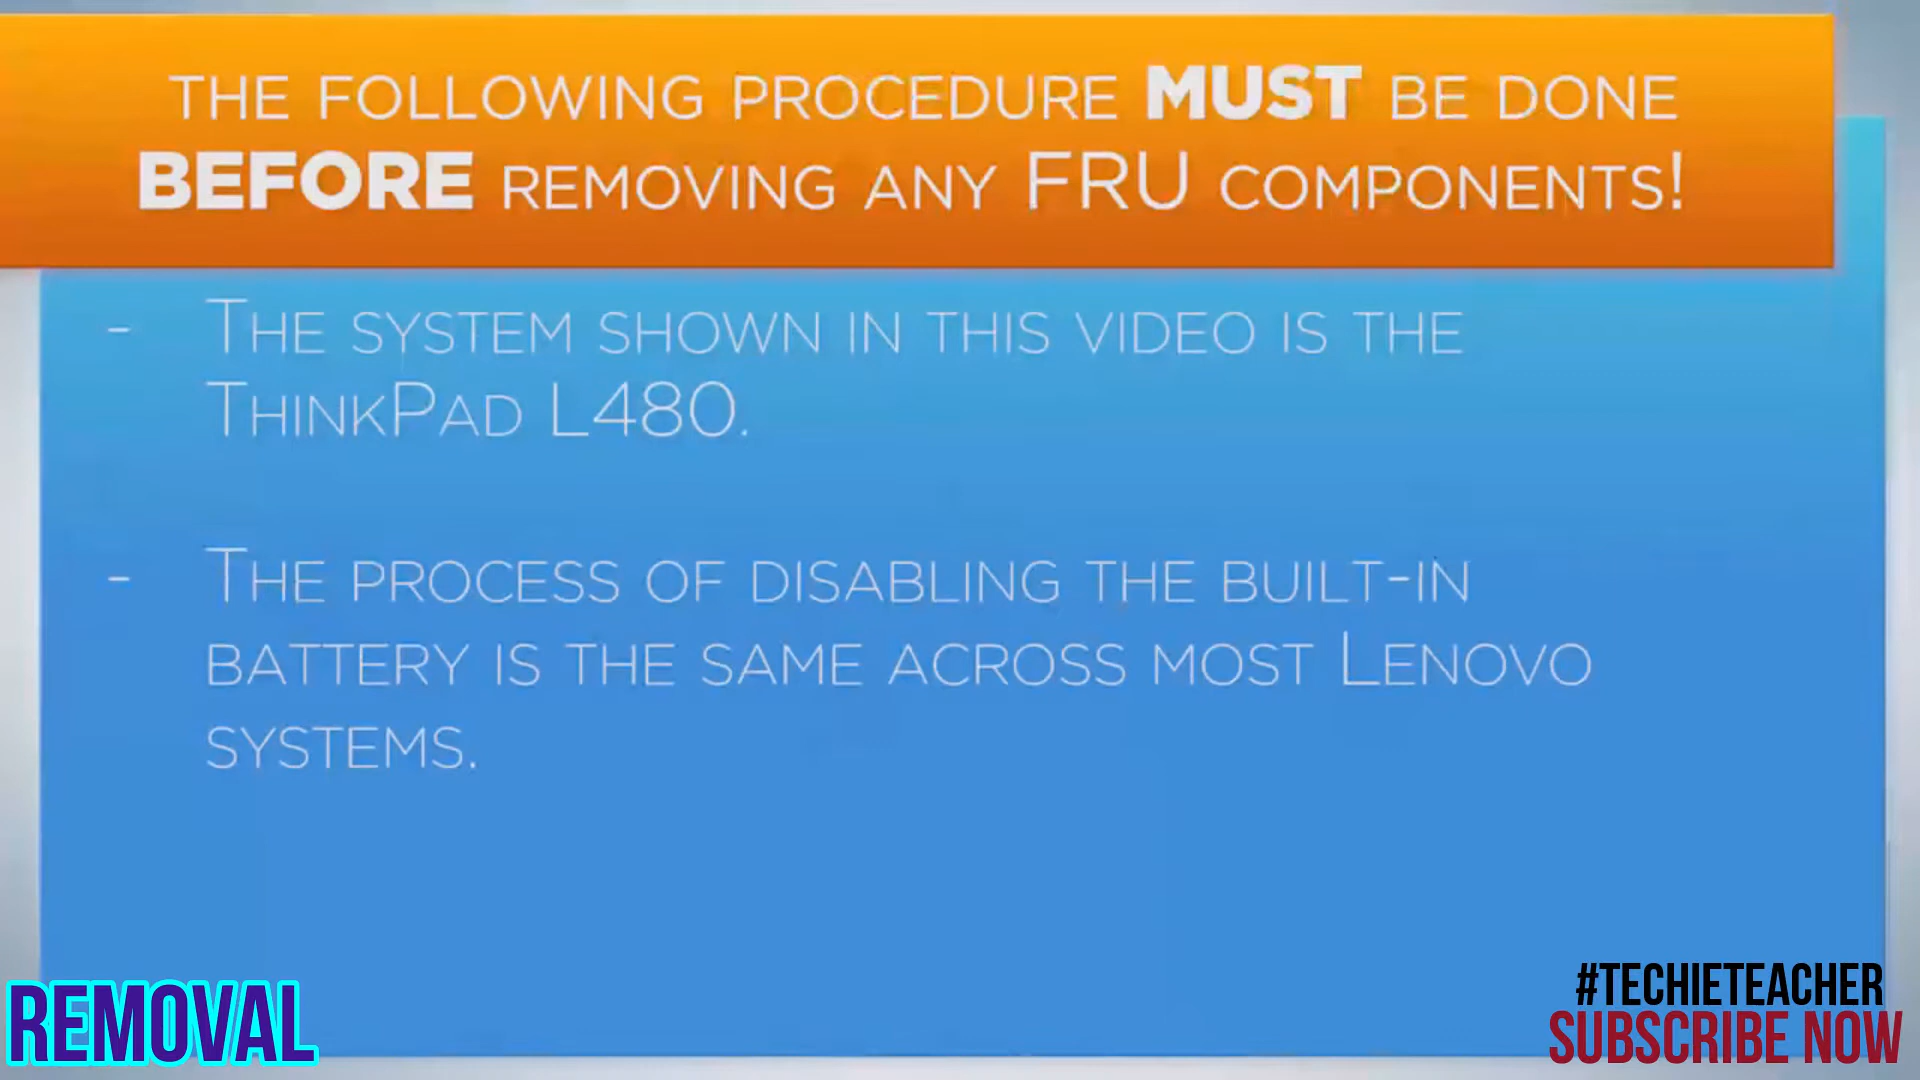 THE FOLLOWING PROCEDURE MUST BE DONE
BEFORE REMOVING ANY FRU COMPONENTS!
- THE SYSTEM SHOWN IN THIS VIDEO IS THE
THINKPAD L480.
- THE PROCESS OF DISABLING THE BUILT-IN
BATTERY IS THE SAME ACROSS MOST LENOVO
SYSTEMS.
REMOVAL
#TECHIETEACHER
SUBSCRIBE NOW